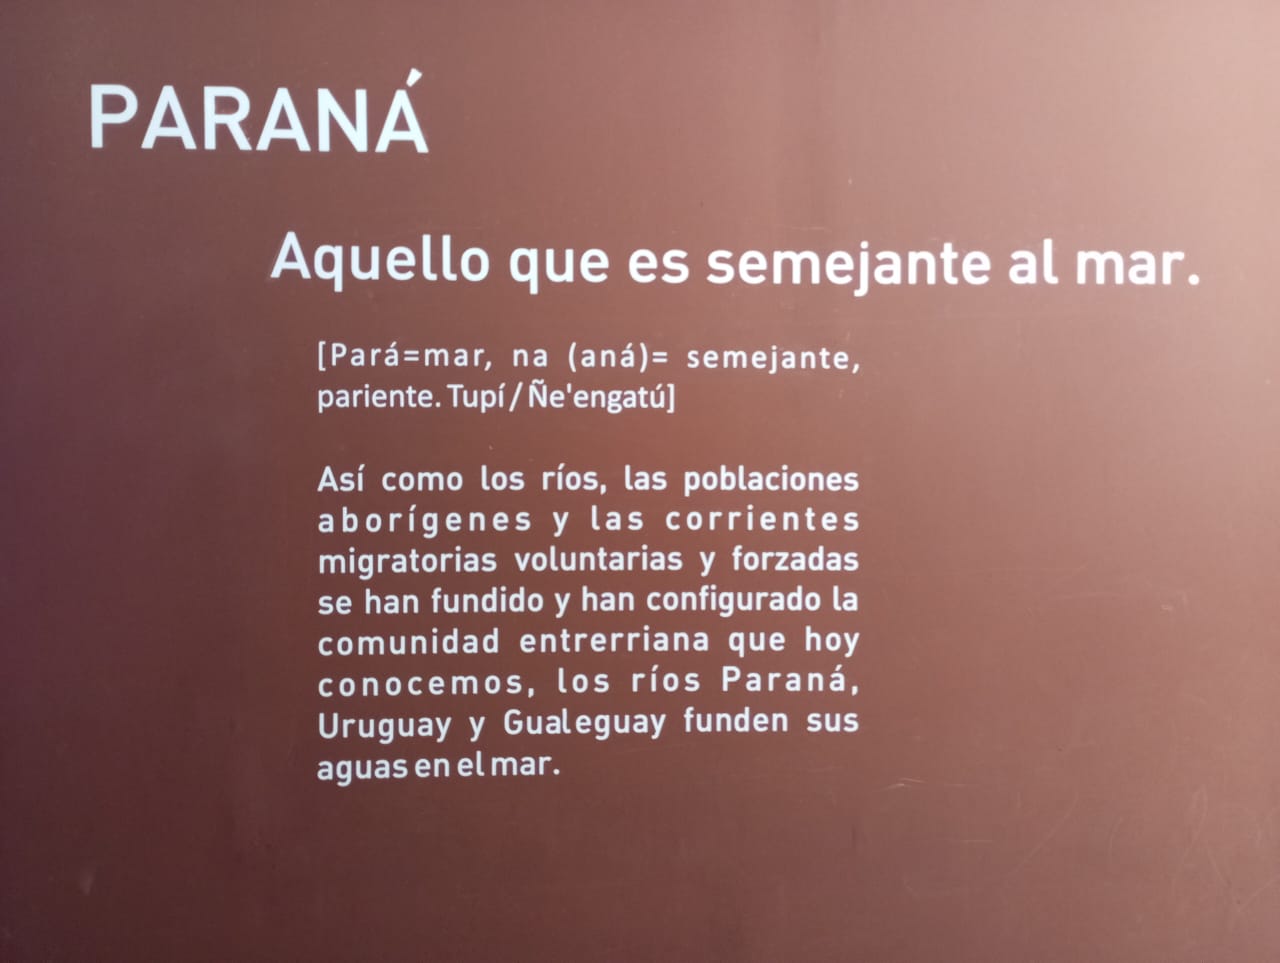 PARANÁ
Aquello que es semejante al mar.
[Pará=mar, na (aná)= semejante,
pariente. Tupí / Ñe'engatú]
Así como los ríos, las poblaciones
aborígenes y las corrientes
migratorias voluntarias y forzadas
se han fundido y han configurado la
comunidad entrerriana que hoy
conocemos, los ríos Paraná,
Uruguay y Gualeguay funden sus
aguas en el mar.